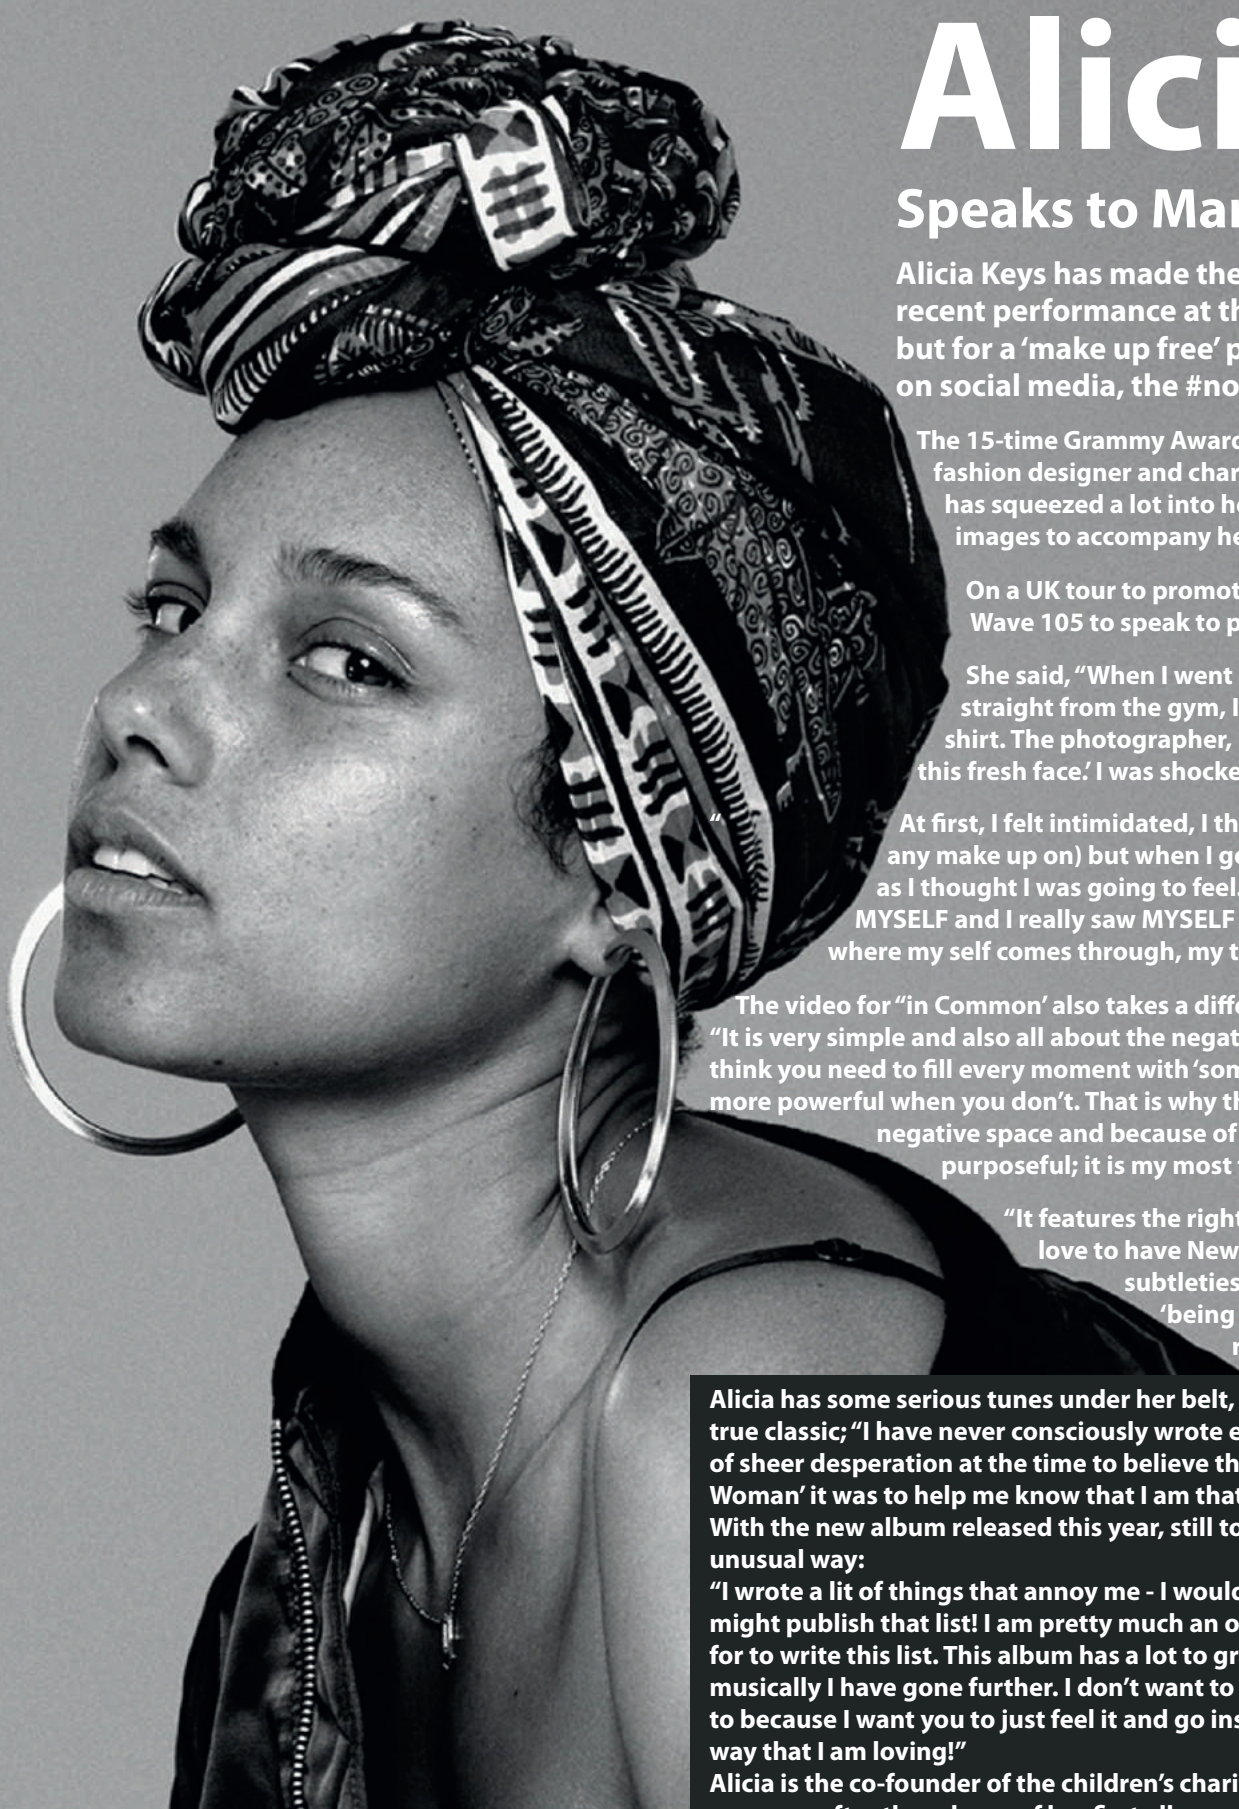 Alici
Speaks to Mar
Alicia Keys has made the
recent performance at th
but for a ‘make up free’ p
on social media, the #no
The 15-time Grammy Award
fashion designer and char
has squeezed a lot into he
images to accompany he
On a UK tour to promot
Wave 105 to speak to p
She said, “When I went
straight from the gym, I
shirt. The photographer,
this fresh face.’ I was shocke
“ At first, I felt intimidated, I th
any make up on) but when I go
as I thought I was going to feel.
MYSELF and I really saw MYSELF
where my self comes through, my t
The video for “in Common’ also takes a diffe
“It is very simple and also all about the negat
think you need to fill every moment with ‘som
more powerful when you don’t. That is why th
negative space and because of
purposeful; it is my most
“It features the right
love to have New
subtleties
‘being
r
Alicia has some serious tunes under her belt,
true classic; “I have never consciously wrote e
of sheer desperation at the time to believe th
Woman’ it was to help me know that I am that
With the new album released this year, still to
unusual way:
“I wrote a lit of things that annoy me - I would
might publish that list! I am pretty much an o
for to write this list. This album has a lot to gr
musically I have gone further. I don’t want to
to because I want you to just feel it and go ins
way that I am loving!”
Alicia is the co-founder of the children’s chari